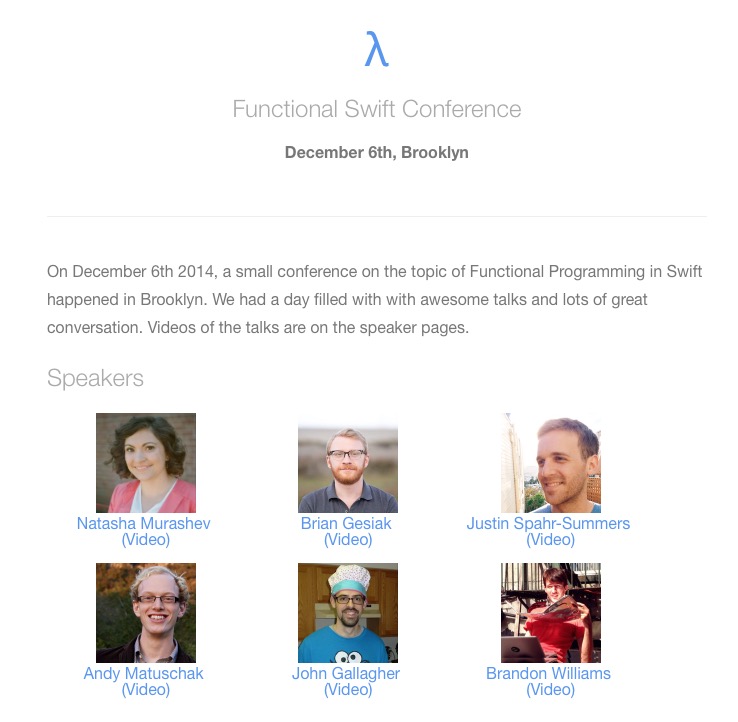 λ
Functional Swift Conference
December 6th, Brooklyn
On December 6th 2014, a small conference on the topic of Functional Programming in Swift
happened in Brooklyn. We had a day filled with with awesome talks and lots of great
conversation. Videos of the talks are on the speaker pages.
Speakers
Natasha Murashev
(Video)
Brian Gesiak
(Video)
Justin Spahr-Summers
(Video)
Andy Matuschak
(Video)
John Gallagher
(Video)
Brandon Williams
(Video)